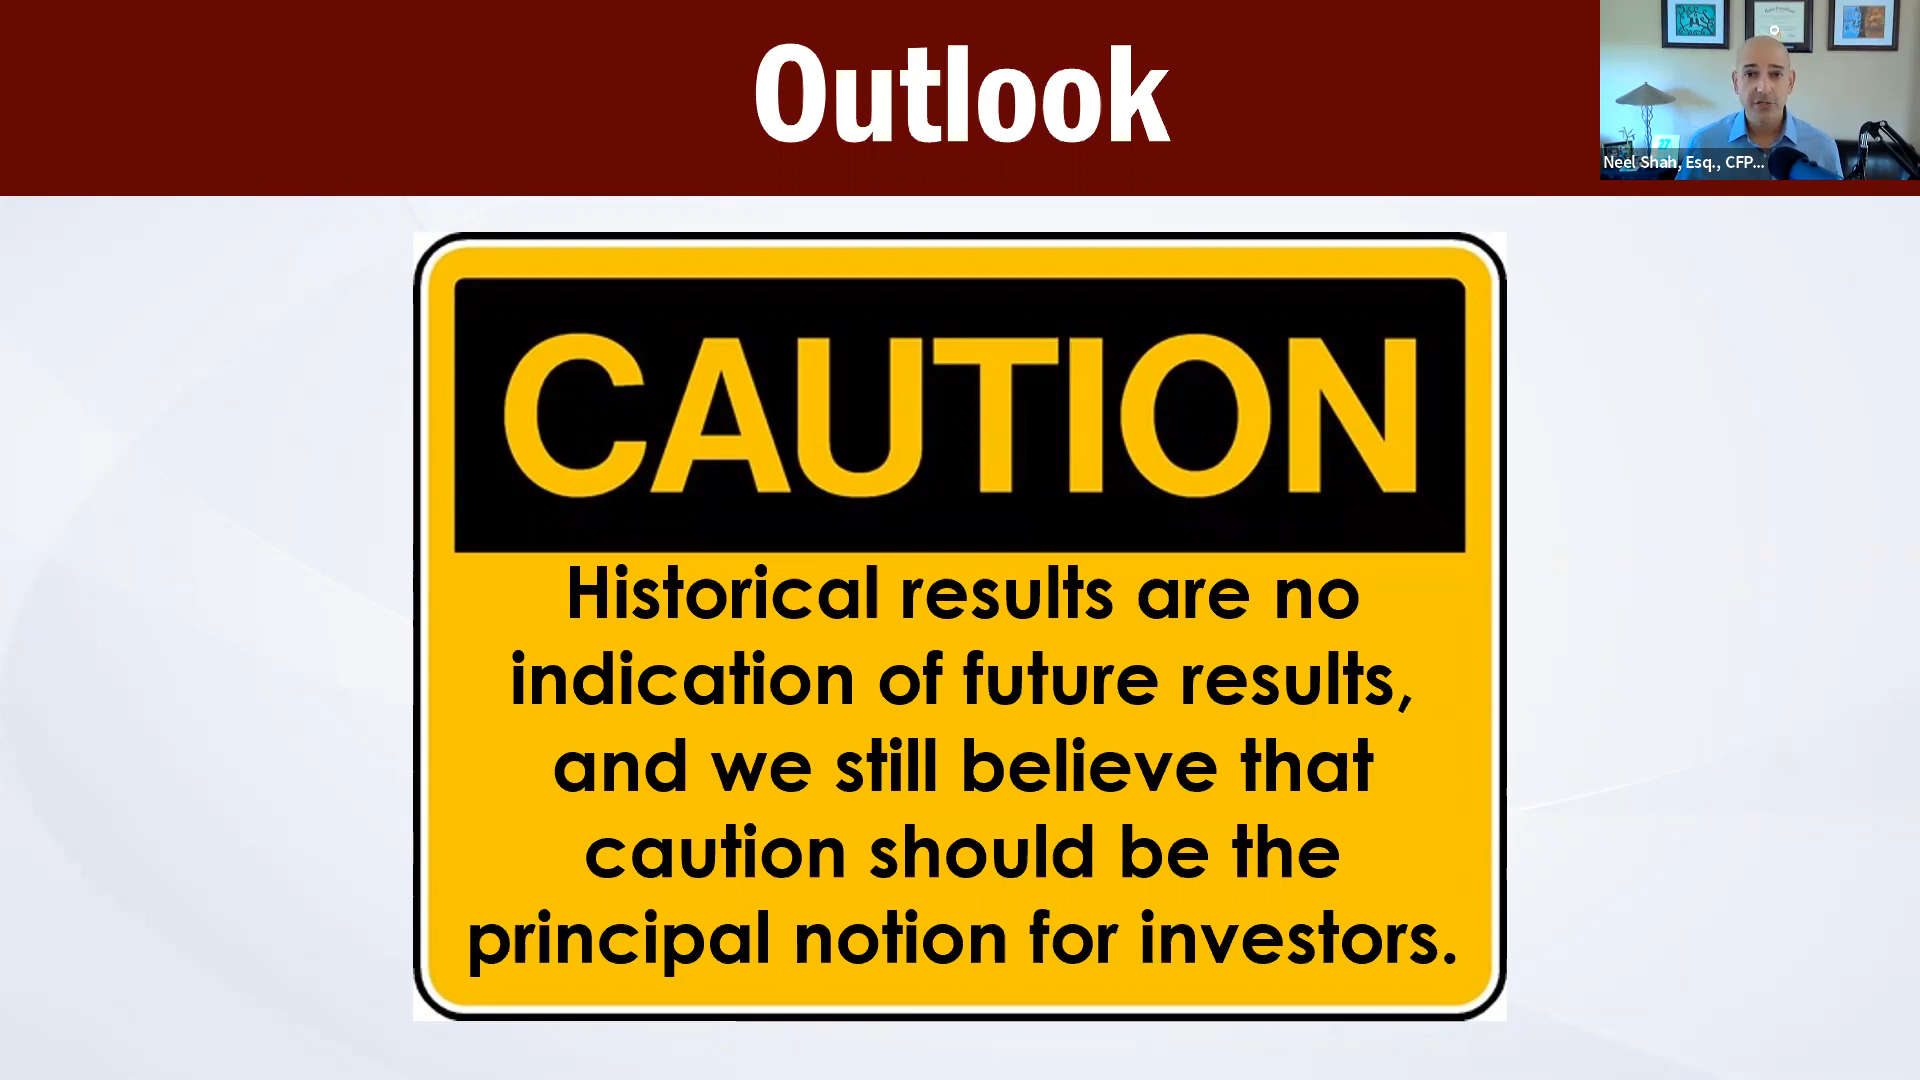 Outlook
Neel Shah, Esq., CFP...
27
CAUTION
Historical results are no
indication of future results,
and we still believe that
caution should be the
principal notion for investors.